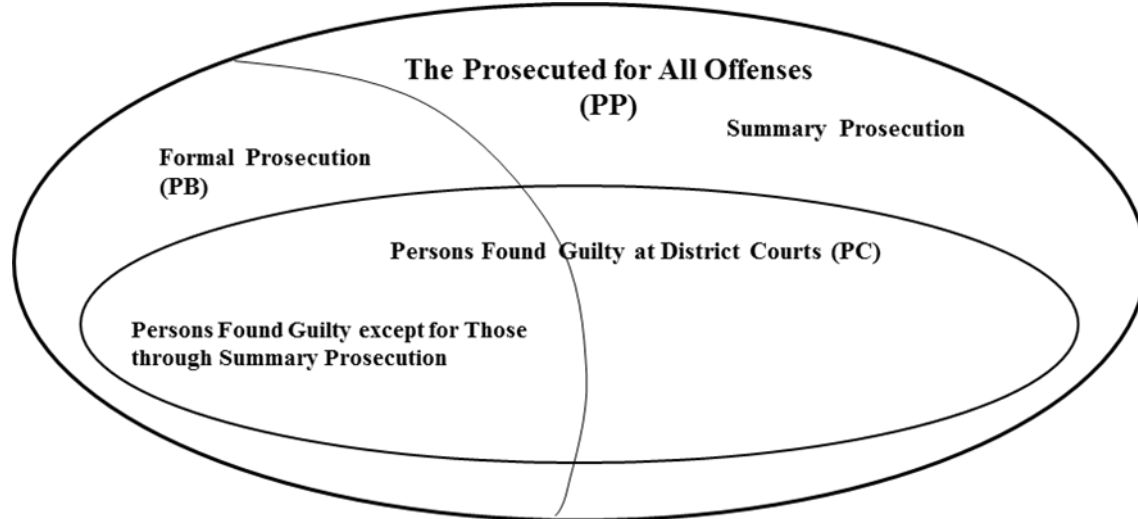 The Prosecuted for All Offenses
(PP)
Summary Prosecution
Formal Prosecution
(PB)
Persons Found Guilty at District Courts (PC)
Persons Found Guilty except for Those
through Summary Prosecution